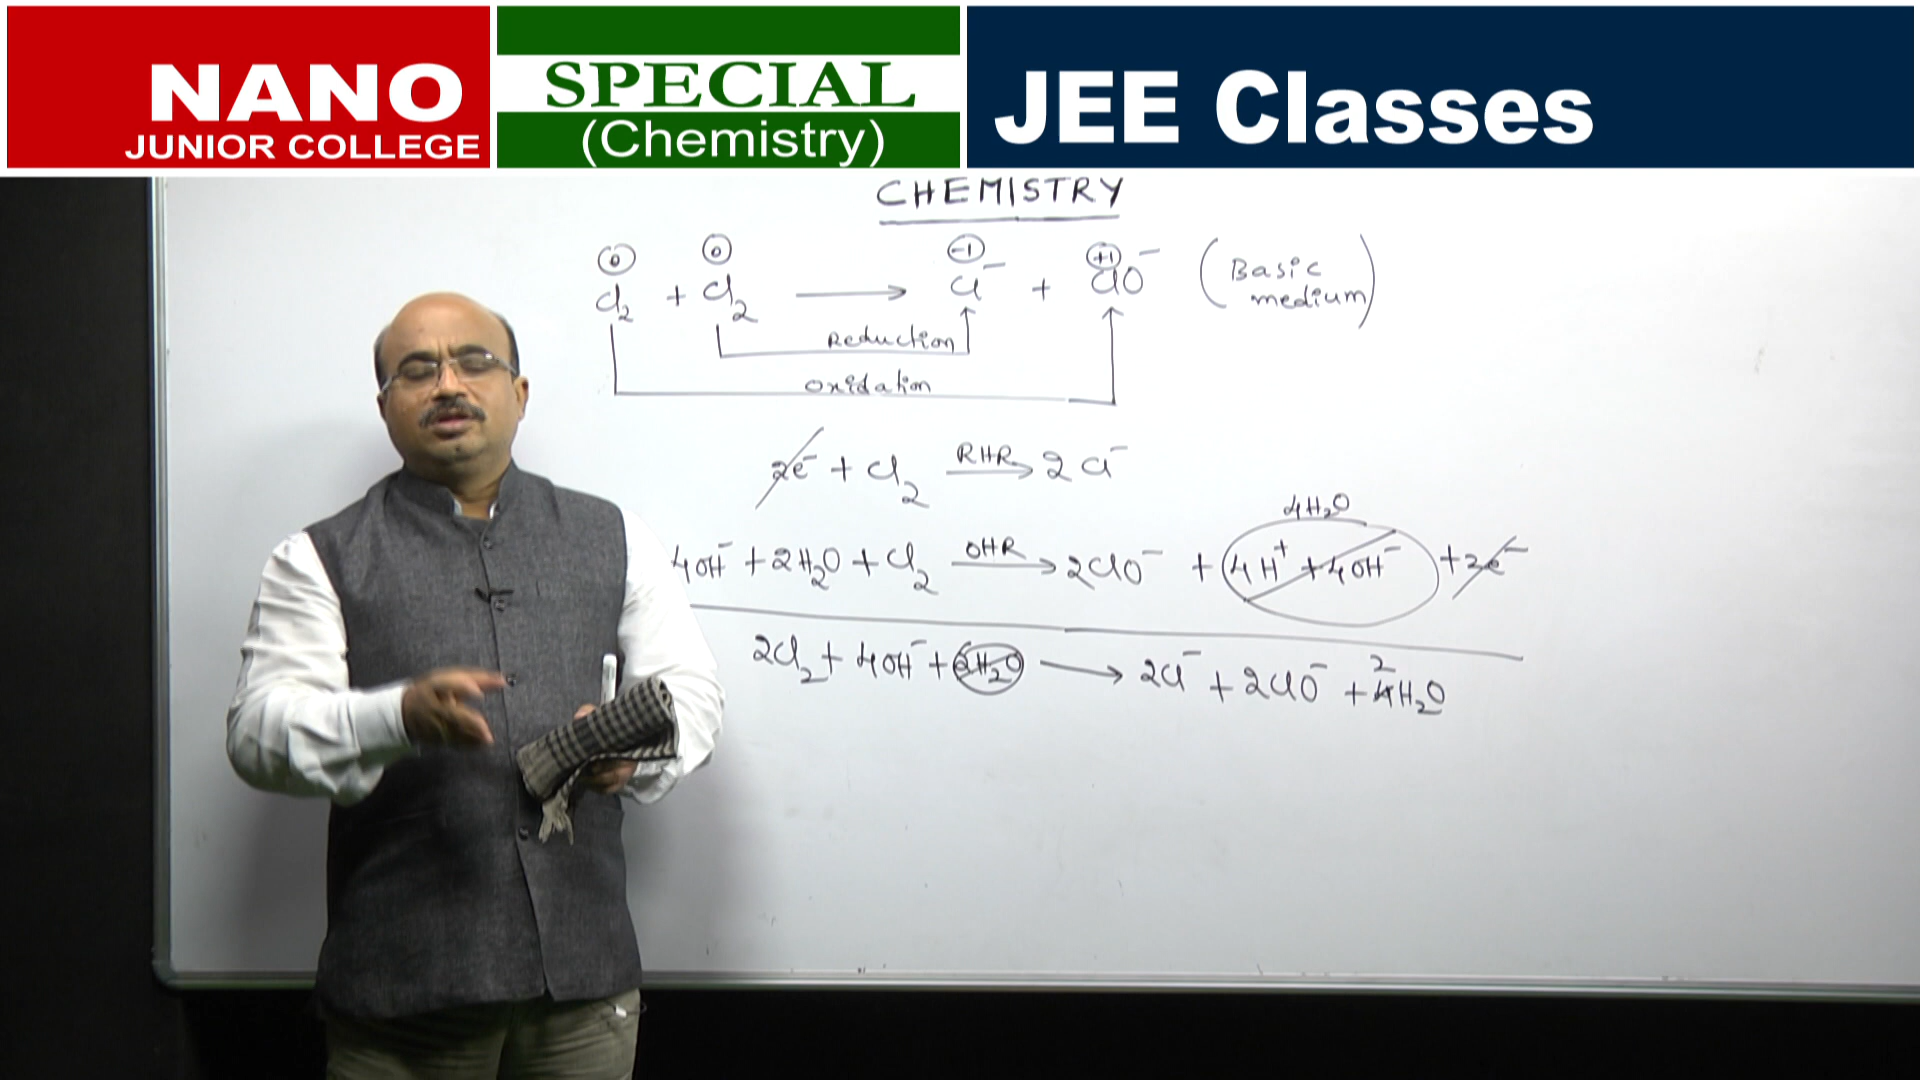 NANO
JUNIOR COLLEGE
SPECIAL
(Chemistry)
JEE Classes
CHEMISTRY
0 0 -1 +1
Cl₂ + Cl₂ → Cl⁻ + ClO⁻ (Basic medium)
Reduction
Oxidation
2e⁻ + Cl₂ RHR→ 2Cl⁻
4H₂O
4OH⁻ + 2H₂O + Cl₂ OHR→ 2ClO⁻ + 4H⁺ + 4OH⁻ + 2e⁻
2Cl₂ + 4OH⁻ + 2H₂O → 2Cl⁻ + 2ClO⁻ + 2 4H₂O